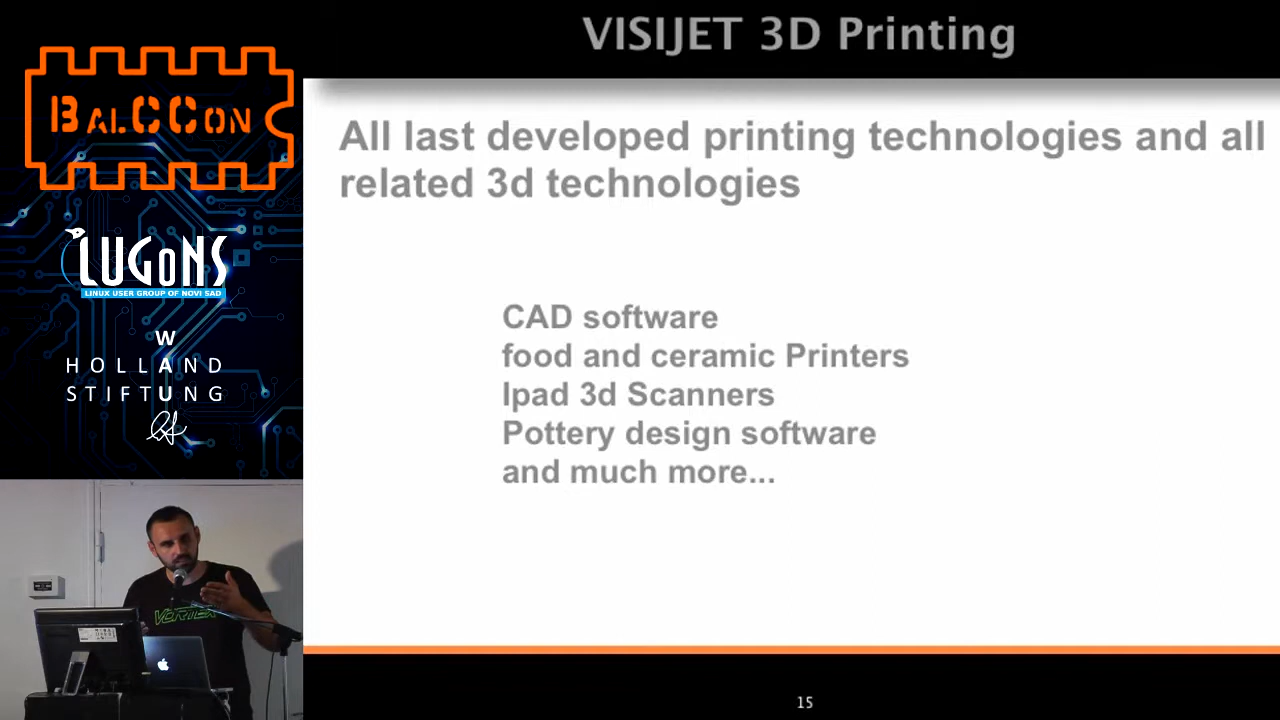 VISIJET 3D Printing
BALCCON
LUGONS
LINUX USER GROUP OF NOVI SAD
W
HOLLAND
STIFTUNG
All last developed printing technologies and all
related 3d technologies
CAD software
food and ceramic Printers
Ipad 3d Scanners
Pottery design software
and much more...
VORTEX
15